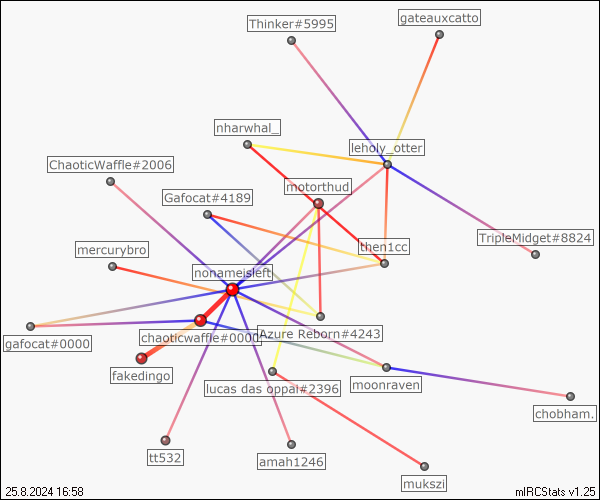 Thinker#5995
gateauxcatto
nharwhal_
leholy_otter
ChaoticWaffle#2006
motorthud
Gafocat#4189
then1cc
TripleMidget#8824
mercurybro
nonameisleft
gafocat#0000
chaoticwaffle#0000
Azure Reborn#4243
fakedingo
lucas das oppai#2396
moonraven
chobham.
tt532
amah1246
mukszi
25.8.2024 16:58
mIRCStats v1.25